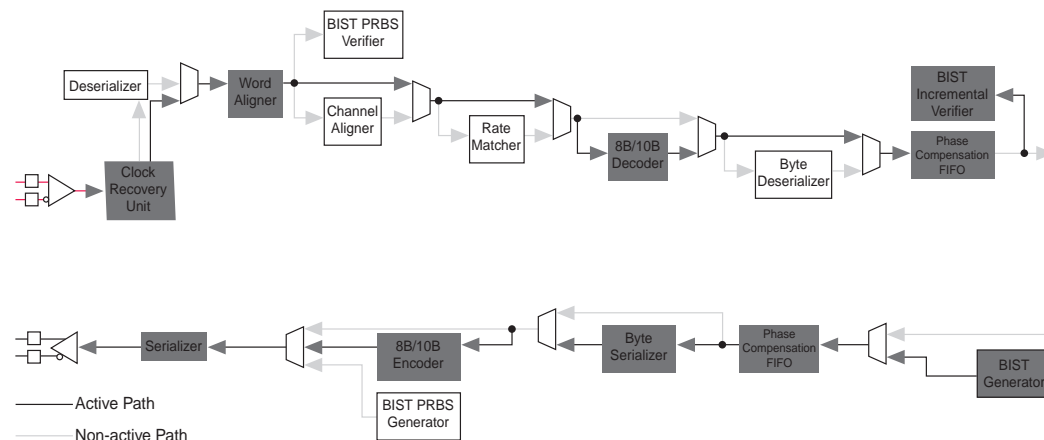 BIST PRBS
Verifier
Deserializer
Word
Aligner
Channel
Aligner
Rate
Matcher
8B/10B
Decoder
Byte
Deserializer
BIST
Incremental
Verifier
Phase
Compensation
FIFO
Clock
Recovery
Unit
Serializer
8B/10B
Encoder
BIST PRBS
Generator
Byte
Serializer
Phase
Compensation
FIFO
BIST
Generator
Active Path
Non-active Path